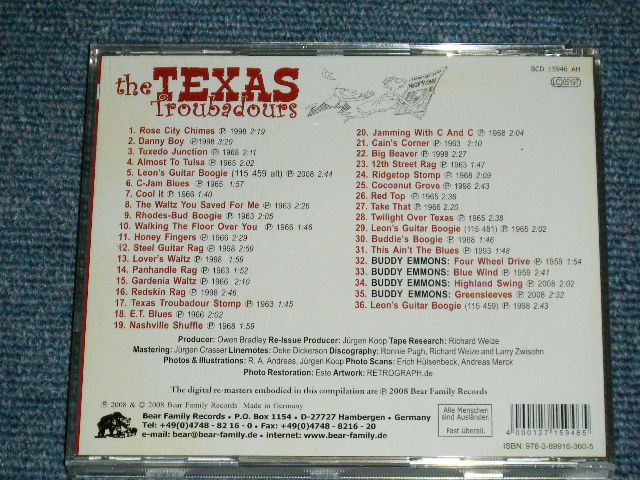 the TEXAS
Troubadours
BCD 15946 AH
LC 05197
1. Rose City Chimes ℗ 1998 2:19
2. Danny Boy ℗ 1998 3:20
3. Tuxedo Junction ℗ 1968 2:11
4. Almost To Tulsa ℗ 1965 2:02
5. Leon's Guitar Boogie (115 459 alt) ℗ 2008 2:44
6. C-Jam Blues ℗ 1965 1:57
7. Cool It ℗ 1966 1:40
8. The Waltz You Saved For Me ℗ 1963 2:26
9. Rhodes-Bud Boogie ℗ 1963 2:05
10. Walking The Floor Over You ℗ 1966 1:46
11. Honey Fingers ℗ 1966 2:29
12. Steel Guitar Rag ℗ 1998 2:59
13. Lover's Waltz ℗ 1998 1:59
14. Panhandle Rag ℗ 1963 1:52
15. Gardenia Waltz ℗ 2:10
16. Redskin Rag ℗ 1998 2:46
17. Texas Troubadour Stomp ℗ 1963 1:45
18. E.T. Blues ℗ 1966 2:02
19. Nashville Shuffle ℗ 1968 1:59
20. Jamming With C And C ℗ 1968 2:04
21. Cain's Corner ℗ 1963 2:10
22. Big Beaver ℗ 1998 2:27
23. 12th Street Rag ℗ 1963 1:47
24. Ridgetop Stomp ℗ 1968 2:09
25. Cocoanut Grove ℗ 1998 2:43
26. Red Top ℗ 1965 2:36
27. Take That ℗ 1966 2:20
28. Twilight Over Texas ℗ 1965 2:38
29. Leon's Guitar Boogie (115 481) ℗ 1965 2:02
30. Buddie's Boogie ℗ 1968 1:46
31. This Ain't The Blues ℗ 1993 1:48
32. BUDDY EMMONS: Four Wheel Drive ℗ 1959 1:54
33. BUDDY EMMONS: Blue Wind ℗ 1959 2:41
34. BUDDY EMMONS: Highland Swing ℗ 2008 2:02
35. BUDDY EMMONS: Greensleeves ℗ 2008 2:32
36. Leon's Guitar Boogie (115 459) ℗ 1998 2:43
Producer: Owen Bradley Re-Issue Producer: Jürgen Koop Tape Research: Richard Weize
Mastering: Jürgen Crasser Linernotes: Deke Dickerson Discography: Ronnie Pugh, Richard Weize and Larry Zwisohn
Photos & Illustrations: R. A. Andreas, Jürgen Koop Photo Scans: Erich Hülsenbeck, Andreas Merck
Photo Restoration: Este Artwork: RETROGRAPH.de
The digital re-masters embodied in this compilation are ℗ 2008 Bear Family Records
℗ 2008 & © 2008 Bear Family Records Made in Germany
Bear Family Records • P.O. Box 1154 • D-27727 Hambergen • Germany
Tel: +49(0)4748 - 82 16 - 0 • Fax: +49(0)4748 - 8216 - 20
e-mail: bear@bear-family.de • internet: www.bear-family.de
Alle Menschen
sind Ausländer.
Fast überall.
4 000127 159465
ISBN: 978-3-89916-360-5